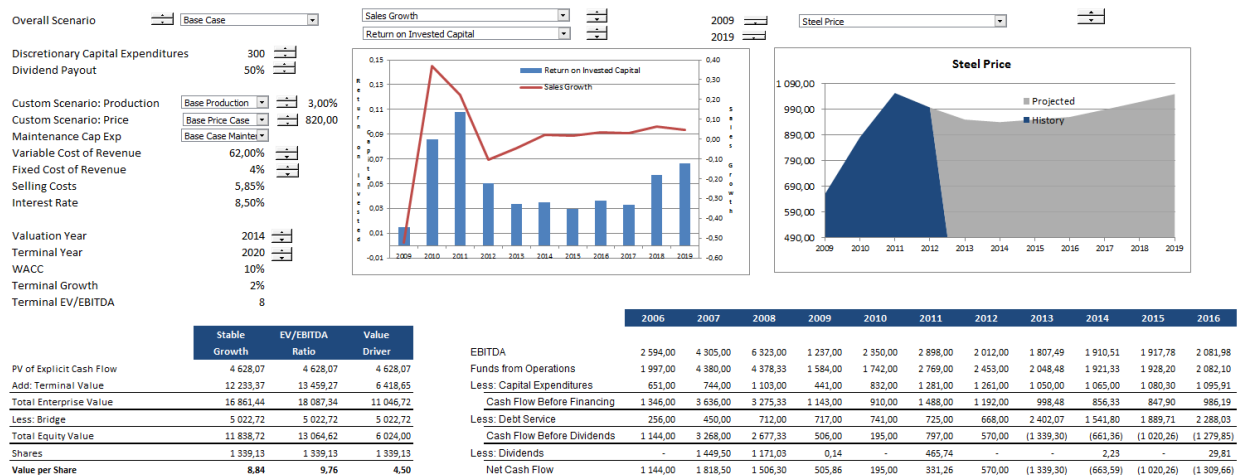 Overall Scenario Base Case
Discretionary Capital Expenditures 300
Dividend Payout 50%
Custom Scenario: Production Base Production 3,00%
Custom Scenario: Price Base Price Case 820,00
Maintenance Cap Exp Base Case Mainte
Variable Cost of Revenue 62,00%
Fixed Cost of Revenue 4%
Selling Costs 5,85%
Interest Rate 8,50%
Valuation Year 2014
Terminal Year 2020
WACC 10%
Terminal Growth 2%
Terminal EV/EBITDA 8
Sales Growth
Return on Invested Capital
0,15
0,13
0,11
0,09
0,07
0,05
0,03
0,01
-0,01
Return on Invested Capital
Return on Invested Capital
Sales Growth
0,40
0,30
0,20
0,10
0,00
-0,10
-0,20
-0,30
-0,40
-0,50
-0,60
Sales Growth
2009 2010 2011 2012 2013 2014 2015 2016 2017 2018 2019
2009
2019
Steel Price
Steel Price
1 090,00
990,00
890,00
790,00
690,00
590,00
490,00
Projected
History
2009 2010 2011 2012 2013 2014 2015 2016 2017 2018 2019
Stable Growth EV/EBITDA Ratio Value Driver
PV of Explicit Cash Flow 4 628,07 4 628,07 4 628,07
Add: Terminal Value 12 233,37 13 459,27 6 418,65
Total Enterprise Value 16 861,44 18 087,34 11 046,72
Less: Bridge 5 022,72 5 022,72 5 022,72
Total Equity Value 11 838,72 13 064,62 6 024,00
Shares 1 339,13 1 339,13 1 339,13
Value per Share 8,84 9,76 4,50
2006 2007 2008 2009 2010 2011 2012 2013 2014 2015 2016
EBITDA 2 594,00 4 305,00 6 323,00 1 237,00 2 350,00 2 898,00 2 012,00 1 807,49 1 910,51 1 917,78 2 081,98
Funds from Operations 1 997,00 4 380,00 4 378,33 1 584,00 1 742,00 2 769,00 2 453,00 2 048,48 1 921,33 1 928,20 2 082,10
Less: Capital Expenditures 651,00 744,00 1 103,00 441,00 832,00 1 281,00 1 261,00 1 050,00 1 065,00 1 080,30 1 095,91
Cash Flow Before Financing 1 346,00 3 636,00 3 275,33 1 143,00 910,00 1 488,00 1 192,00 998,48 856,33 847,90 986,19
Less: Debt Service 256,00 450,00 712,00 717,00 741,00 725,00 668,00 2 402,07 1 541,80 1 889,71 2 288,03
Cash Flow Before Dividends 1 144,00 3 268,00 2 677,33 506,00 195,00 797,00 570,00 (1 339,30) (661,36) (1 020,26) (1 279,85)
Less: Dividends - 1 449,50 1 171,03 0,14 - 465,74 - - 2,23 - 29,81
Net Cash Flow 1 144,00 1 818,50 1 506,30 505,86 195,00 331,26 570,00 (1 339,30) (663,59) (1 020,26) (1 309,66)